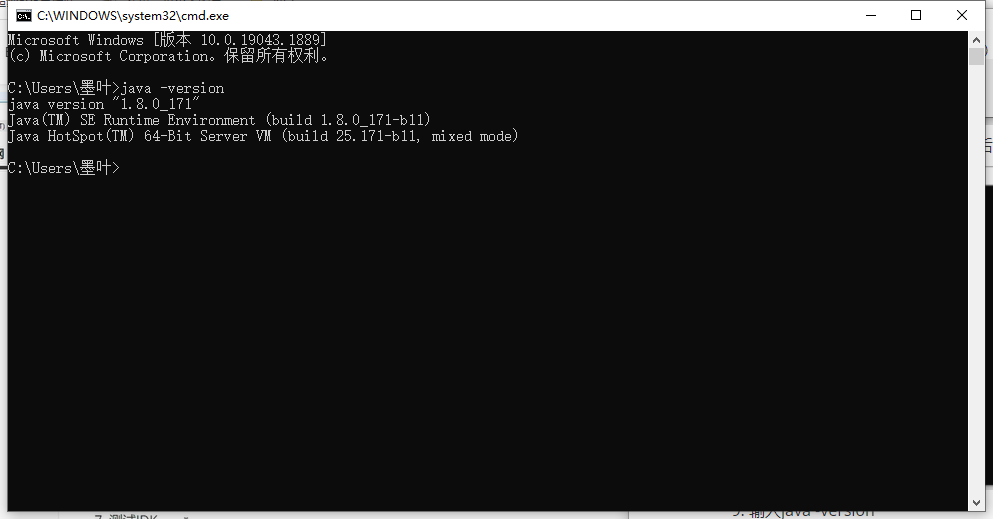 C:\WINDOWS\system32\cmd.exe
Microsoft Windows [版本 10.0.19043.1889]
(c) Microsoft Corporation。保留所有权利。
C:\Users\墨叶>java -version
java version "1.8.0_171"
Java(TM) SE Runtime Environment (build 1.8.0_171-b11)
Java HotSpot(TM) 64-Bit Server VM (build 25.171-b11, mixed mode)
C:\Users\墨叶>
7. 测试JDK
9. 输入java -version